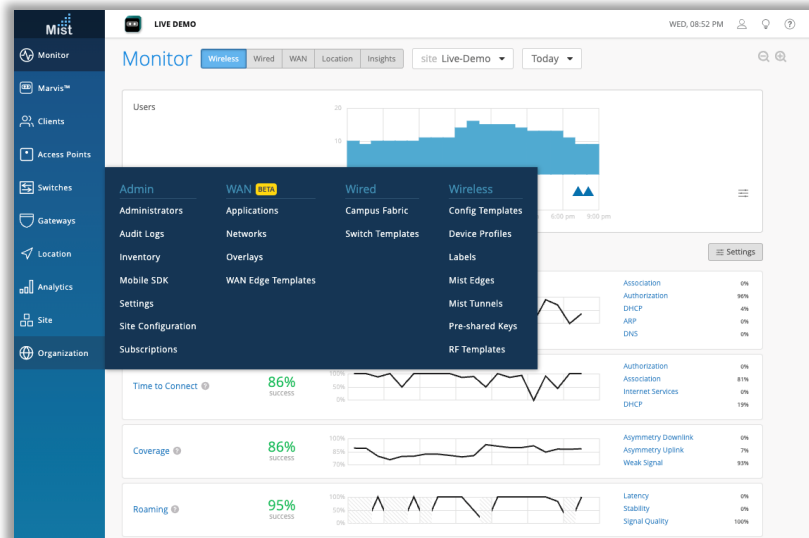 Mist
LIVE DEMO
WED, 08:52 PM
Monitor
Marvis™
Clients
Access Points
Switches
Gateways
Location
Analytics
Site
Organization
Monitor
Wireless Wired WAN Location Insights
site Live-Demo
Today
Users
20
10
6:00 pm 9:00 pm
Settings
Admin
Administrators
Audit Logs
Inventory
Mobile SDK
Settings
Site Configuration
Subscriptions
WAN BETA
Applications
Networks
Overlays
WAN Edge Templates
Wired
Campus Fabric
Switch Templates
Wireless
Config Templates
Device Profiles
Labels
Mist Edges
Mist Tunnels
Pre-shared Keys
RF Templates
Association 0%
Authorization 96%
DHCP 4%
ARP 0%
DNS 0%
Time to Connect ?
86%
success
100%
50%
0%
Authorization 0%
Association 81%
Internet Services 0%
DHCP 19%
Coverage ?
86%
success
100%
85%
70%
Asymmetry Downlink 0%
Asymmetry Uplink 7%
Weak Signal 93%
Roaming ?
95%
success
100%
50%
0%
Latency 0%
Stability 0%
Signal Quality 100%